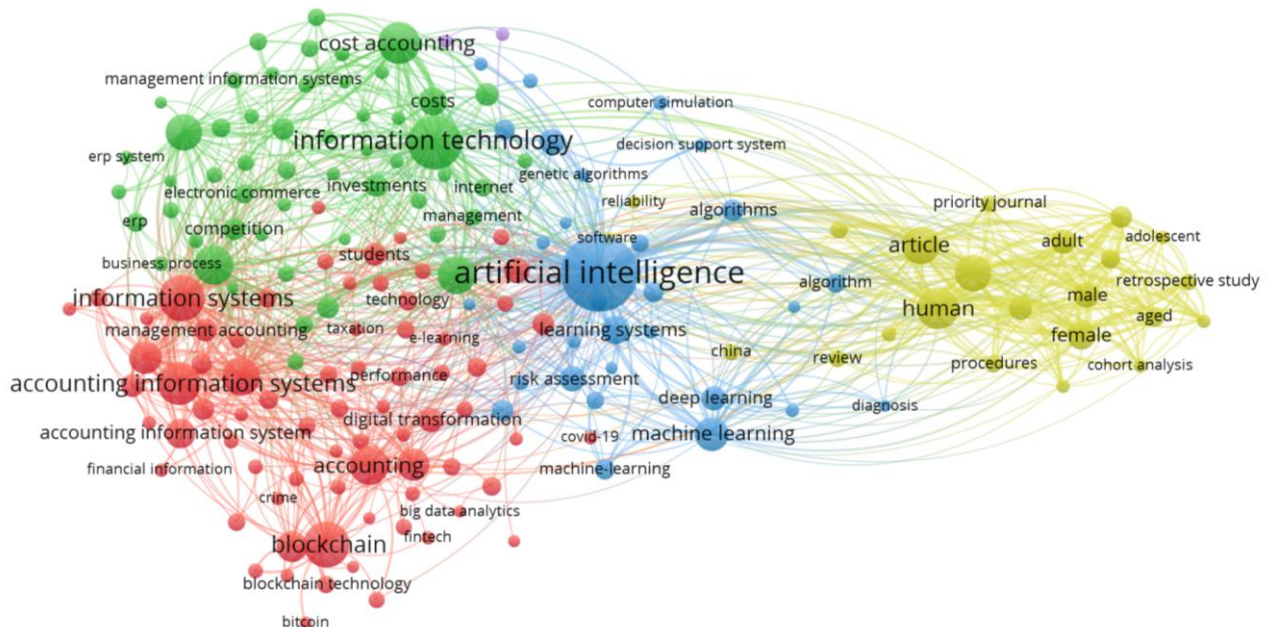 cost accounting
management information systems
costs
computer simulation
information technology
decision support system
erp system
genetic algorithms
electronic commerce
investments
internet
reliability
priority journal
algorithms
management
erp
competition
software
article
adult
adolescent
students
business process
artificial intelligence
algorithm
retrospective study
information systems
technology
male
human
management accounting
taxation
e-learning
learning systems
aged
female
china
review
procedures
cohort analysis
accounting information systems
performance
risk assessment
deep learning
diagnosis
digital transformation
accounting information system
covid-19
machine learning
financial information
accounting
machine-learning
crime
big data analytics
fintech
blockchain
blockchain technology
bitcoin